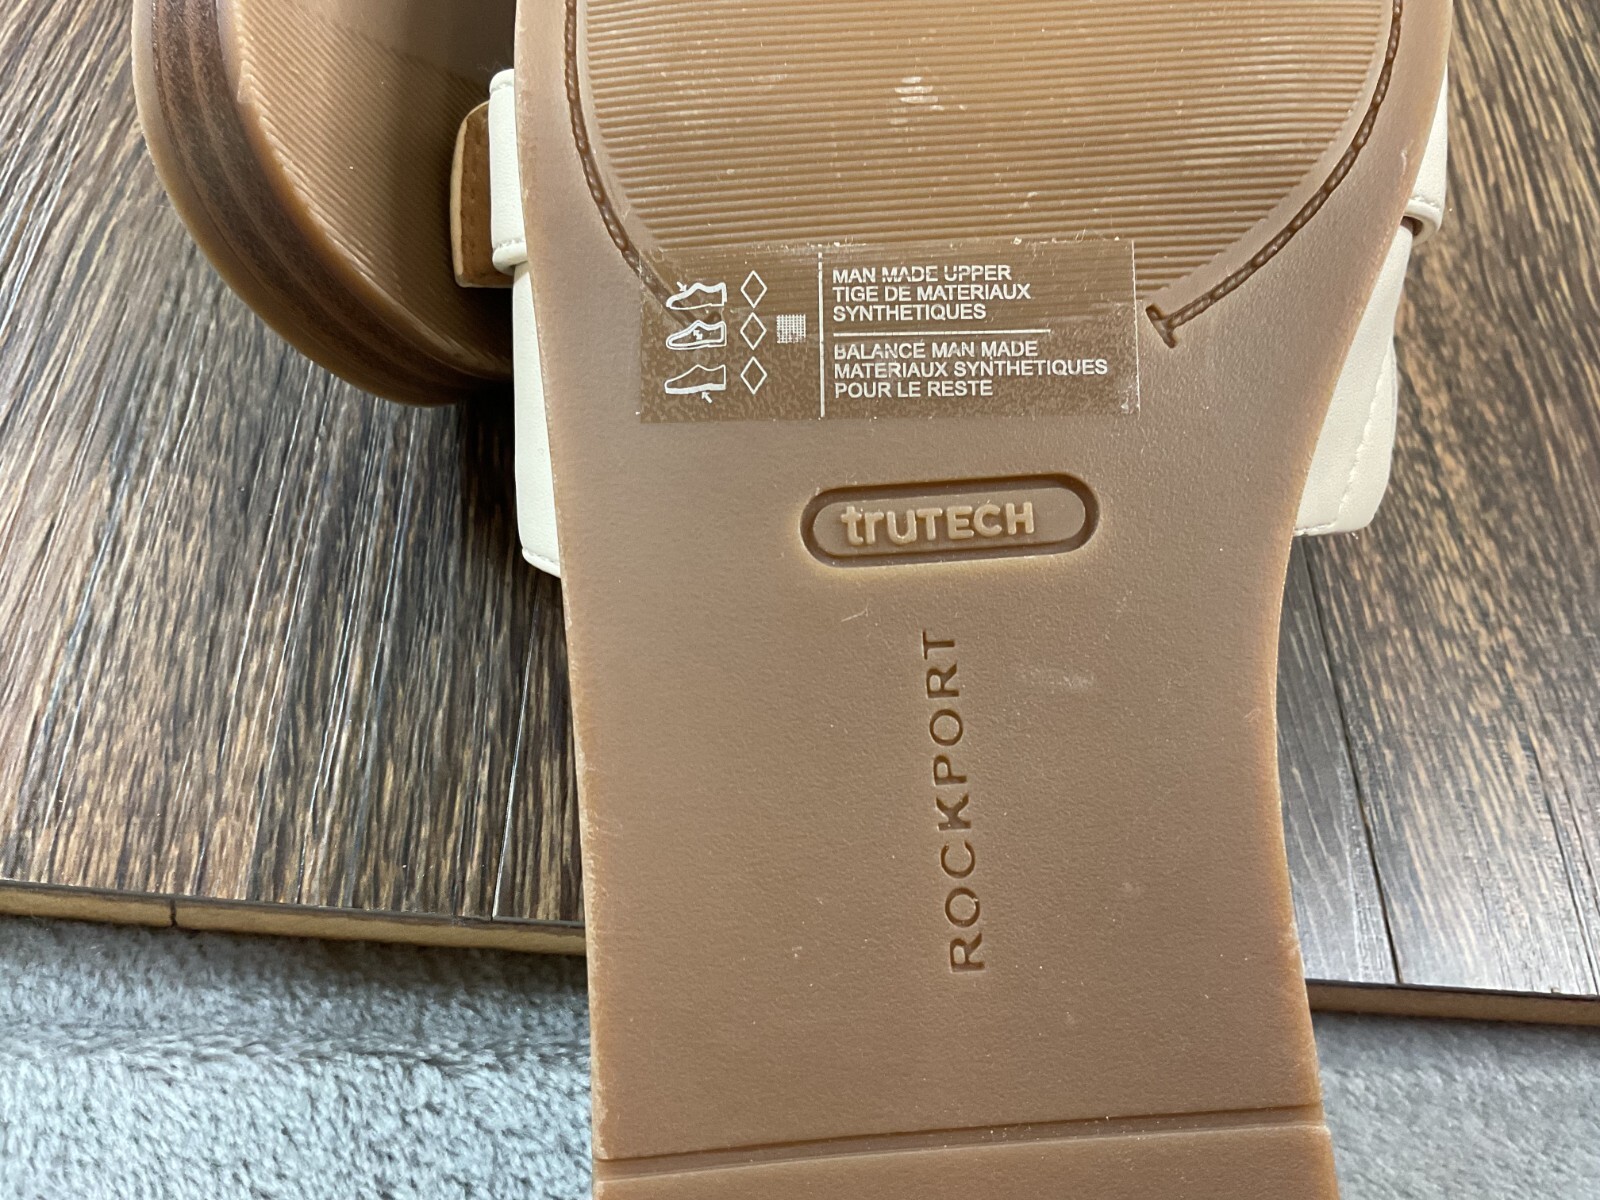 MAN MADE UPPER
TIGE DE MATERIAUX
SYNTHETIQUES
BALANCE MAN MADE
MATERIAUX SYNTHETIQUES
POUR LE RESTE
trUTECH
ROCKPORT